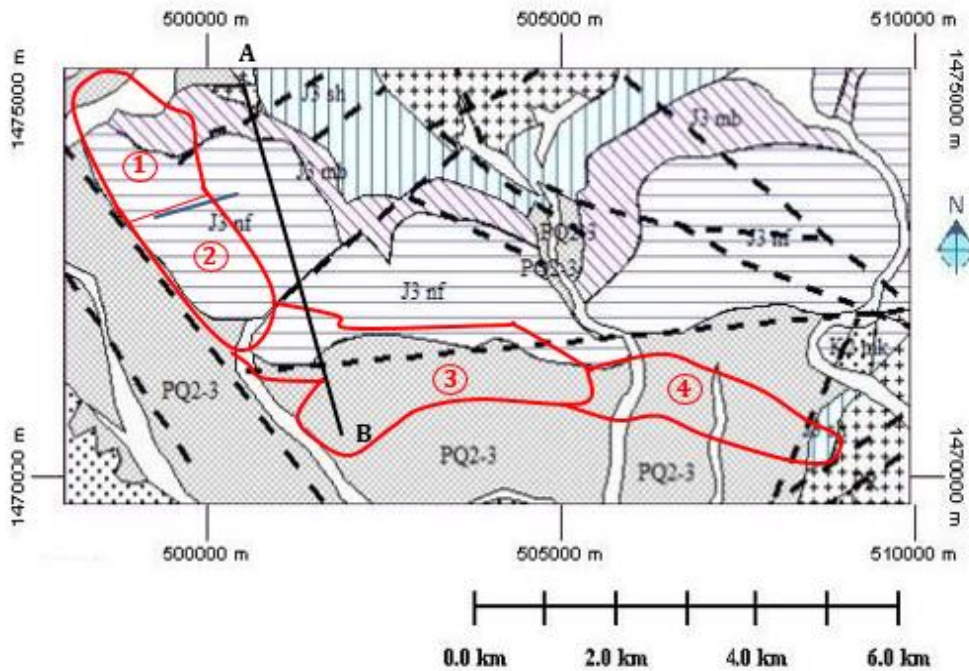 500000 m
505000 m
510000 m
A
1475000 m
1475000 m
J3 sh
J3 mb
J3 mb
①
J3 nf
②
PQ2-3
PQ2-3
J3 nf
J3 nf
N
③
④
PQ2-3
B
PQ2-3
PQ2-3
1470000 m
1470000 m
500000 m
505000 m
510000 m
0.0 km
2.0 km
4.0 km
6.0 km